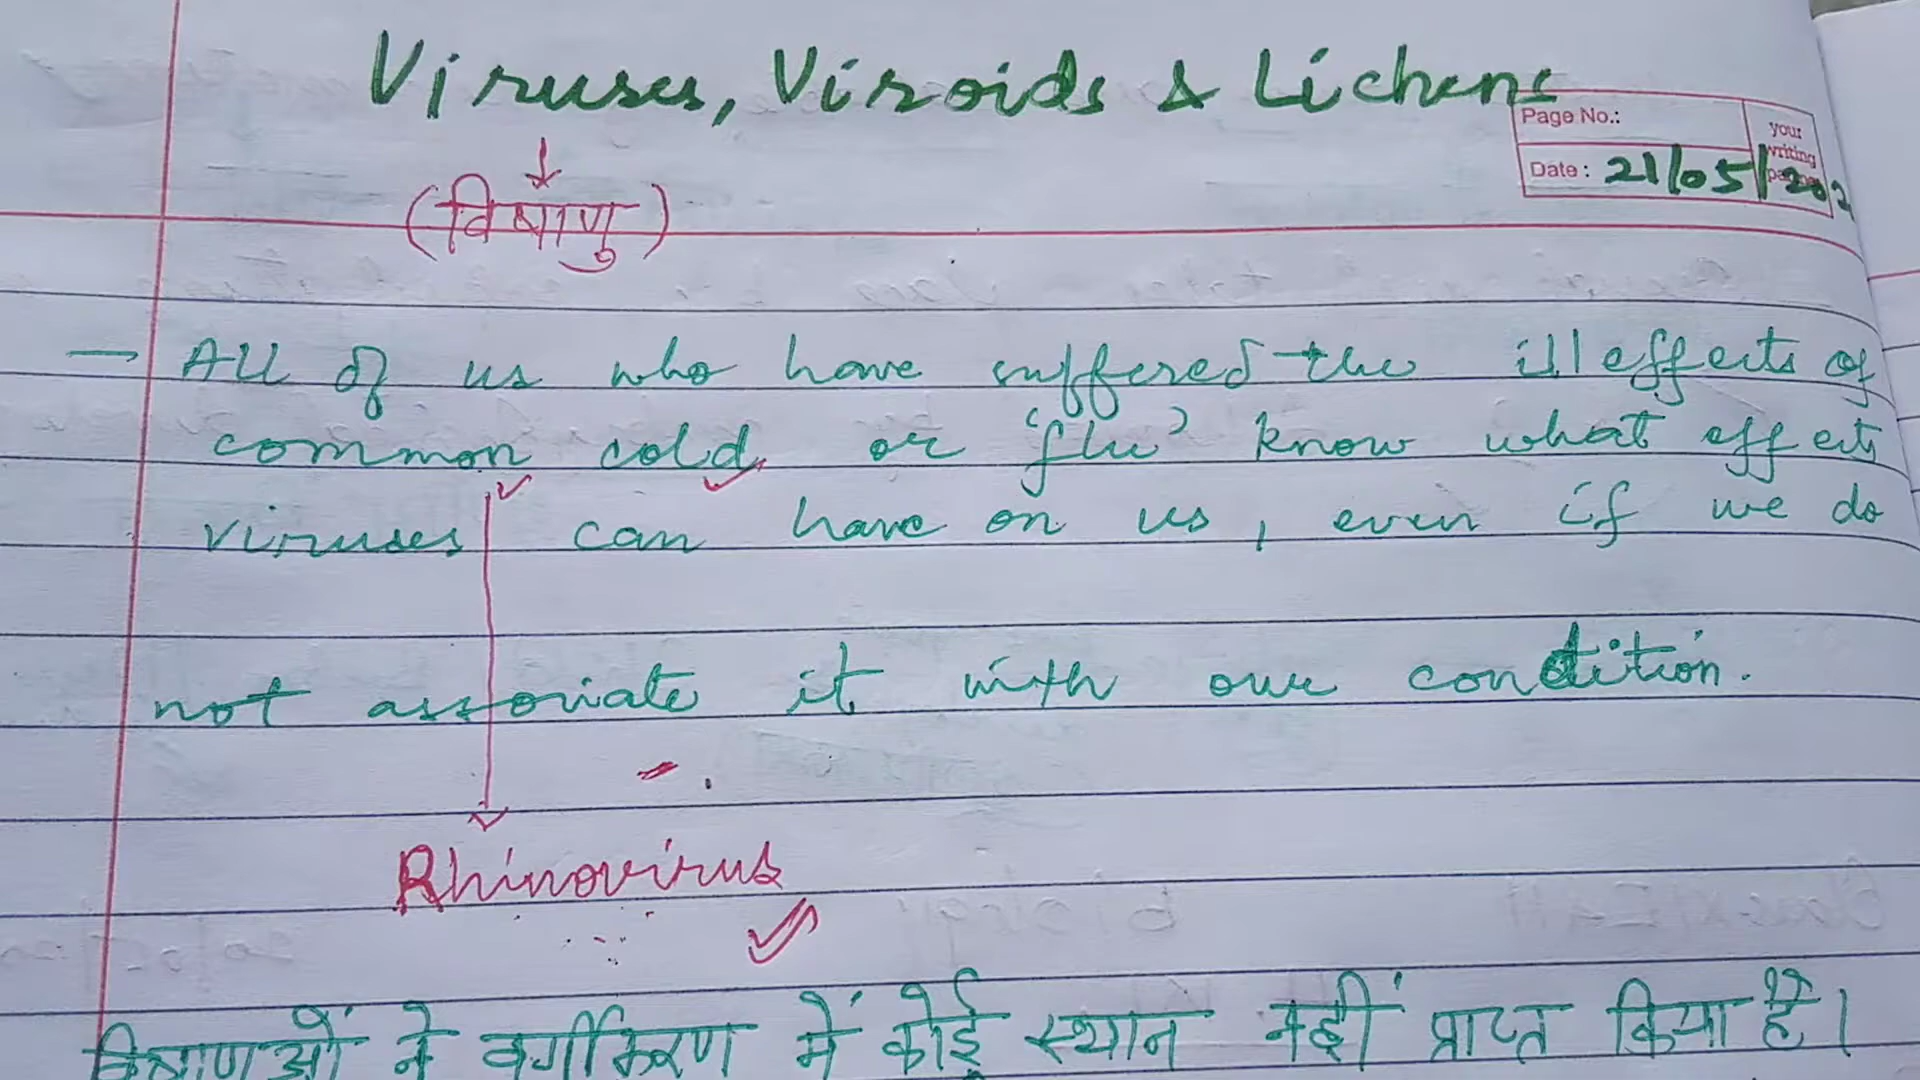 Viruses, Viroids & Lichens
Page No.:
your
writing
Date : 21/05/202
(विषाणु)
— All of us who have suffered the ill effects of
common cold or 'flu' know what effects
viruses can have on us, even if we do
not associate it with our condition.
Rhinovirus
विषाणुओं ने वर्गीकरण में कोई स्थान नहीं प्राप्त किया है।